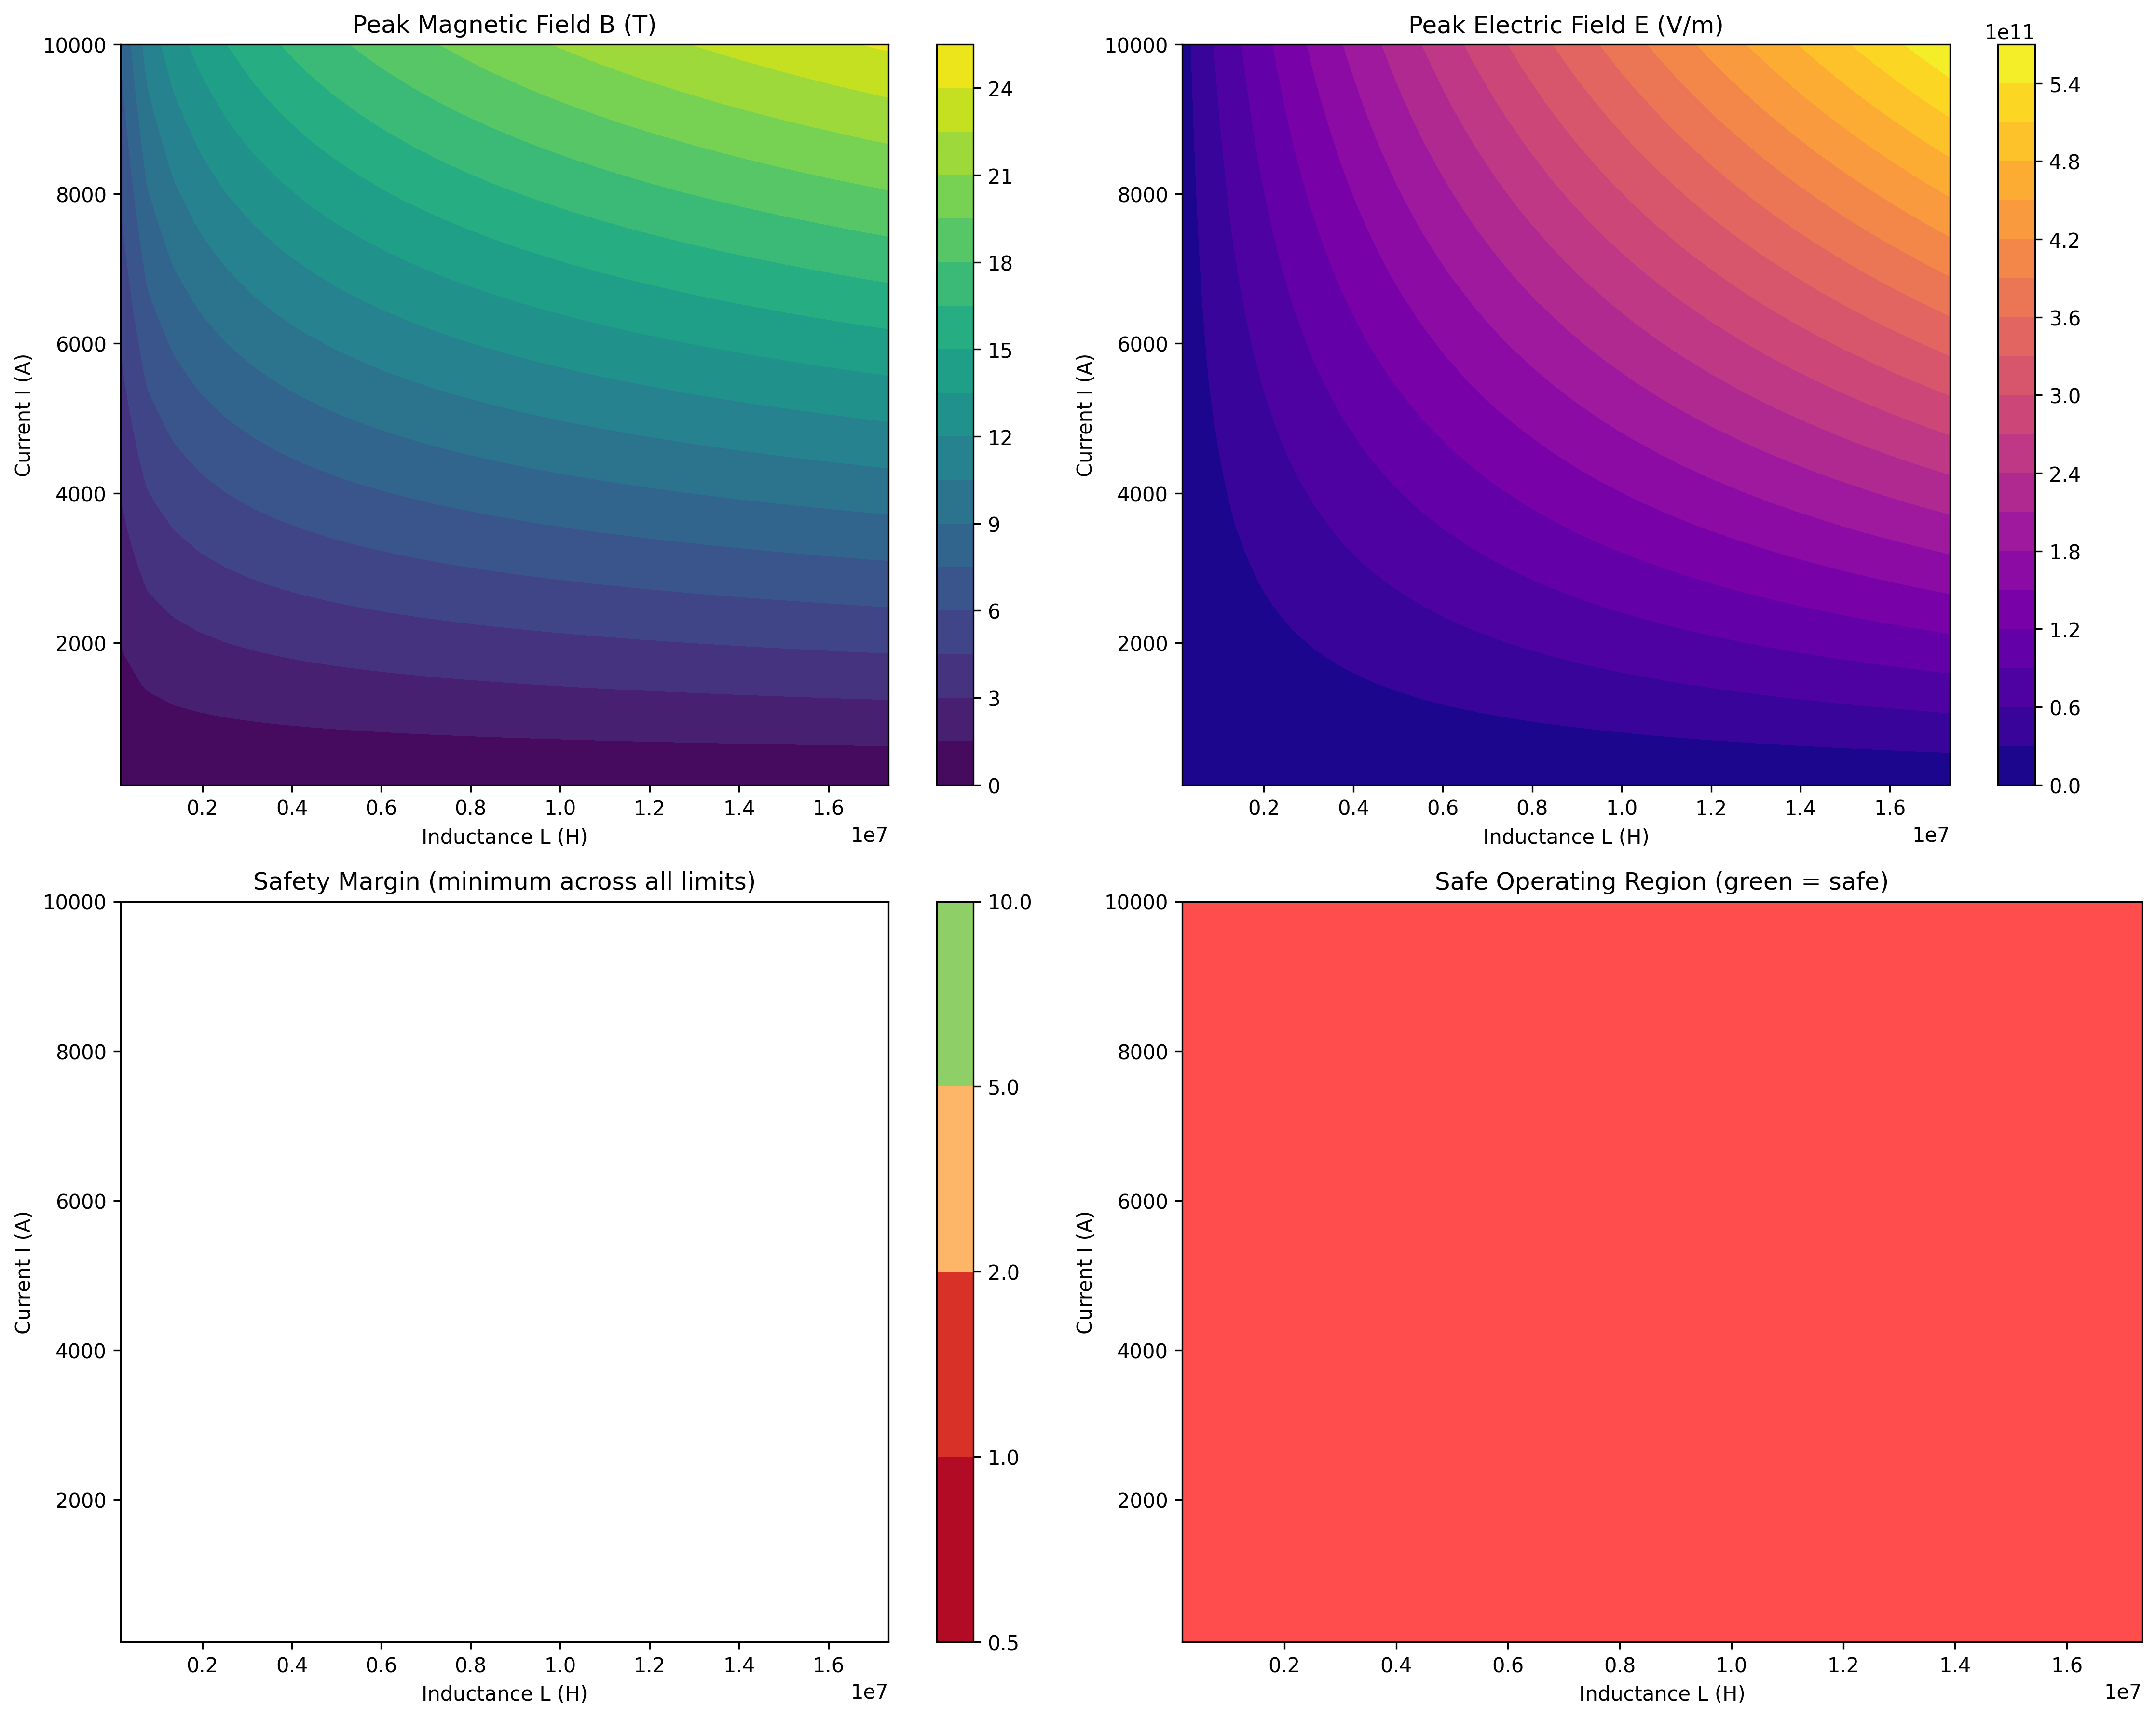 Peak Magnetic Field B (T)
10000
8000
6000
4000
2000
Current I (A)
0.2 0.4 0.6 0.8 1.0 1.2 1.4 1.6
1e7
Inductance L (H)
24
21
18
15
12
9
6
3
0
Peak Electric Field E (V/m)
1e11
10000
8000
6000
4000
2000
Current I (A)
0.2 0.4 0.6 0.8 1.0 1.2 1.4 1.6
1e7
Inductance L (H)
5.4
4.8
4.2
3.6
3.0
2.4
1.8
1.2
0.6
0.0
Safety Margin (minimum across all limits)
10000
8000
6000
4000
2000
Current I (A)
0.2 0.4 0.6 0.8 1.0 1.2 1.4 1.6
1e7
Inductance L (H)
10.0
5.0
2.0
1.0
0.5
Safe Operating Region (green = safe)
10000
8000
6000
4000
2000
Current I (A)
0.2 0.4 0.6 0.8 1.0 1.2 1.4 1.6
1e7
Inductance L (H)